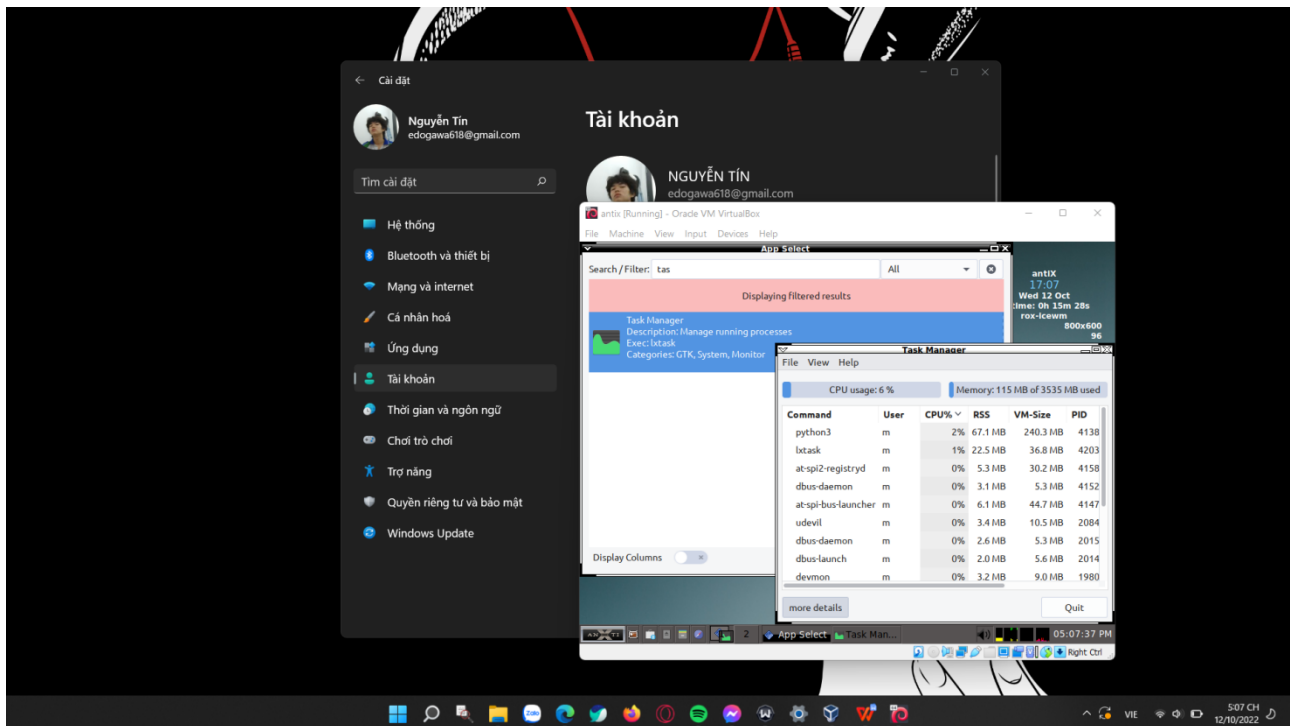 Cài đặt
Nguyễn Tín
edogawa618@gmail.com
Tìm cài đặt
Hệ thống
Bluetooth và thiết bị
Mạng và internet
Cá nhân hoá
Ứng dụng
Tài khoản
Thời gian và ngôn ngữ
Chơi trò chơi
Trợ năng
Quyền riêng tư và bảo mật
Windows Update
Tài khoản
NGUYỄN TÍN
edogawa618@gmail.com
antix [Running] - Oracle VM VirtualBox
File Machine View Input Devices Help
App Select
Search/Filter: tas All
Displaying filtered results
Task Manager
Description: Manage running processes
Exec: lxtask
Categories: GTK, System, Monitor
Display Columns
antiX
17:07
Wed 12 Oct
time: 0h 15m 28s
rox-icewm
800x600
96
Task Manager
File View Help
CPU usage: 6 % Memory: 115 MB of 3535 MB used
Command User CPU% RSS VM-Size PID
python3 m 2% 67.1 MB 240.3 MB 4138
lxtask m 1% 22.5 MB 36.8 MB 4203
at-spi2-registryd m 0% 5.3 MB 30.2 MB 4158
dbus-daemon m 0% 3.1 MB 5.3 MB 4152
at-spi-bus-launcher m 0% 6.1 MB 44.7 MB 4147
udevil m 0% 3.4 MB 10.5 MB 2084
dbus-daemon m 0% 2.6 MB 5.3 MB 2015
dbus-launch m 0% 2.0 MB 5.6 MB 2014
devmon m 0% 3.2 MB 9.0 MB 1980
more details Quit
2 App Select Task Man... 05:07:37 PM
Right Ctrl
Zalo
VIE
5:07 CH
12/10/2022